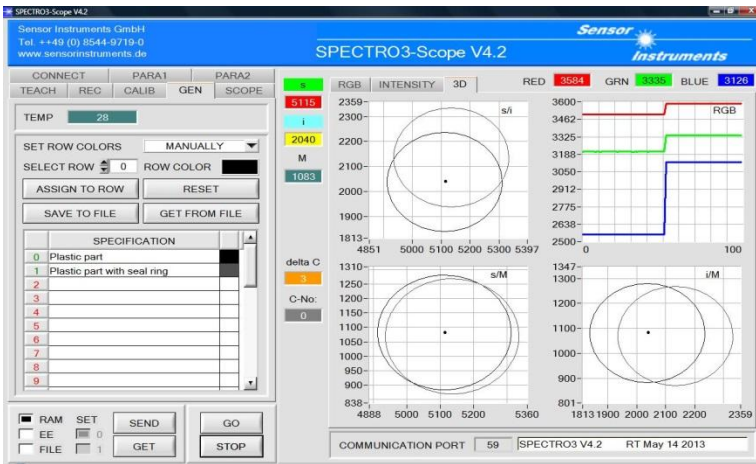 SPECTRO3-Scope V4.2
Sensor Instruments GmbH
Tel. ++49 (0) 8544-9719-0
www.sensorinstruments.de
SPECTRO3-Scope V4.2
Sensor
Instruments
CONNECT PARA1 PARA2
TEACH REC CALIB GEN SCOPE
TEMP 28
SET ROW COLORS MANUALLY
SELECT ROW 0 ROW COLOR
ASSIGN TO ROW RESET
SAVE TO FILE GET FROM FILE
SPECIFICATION
0 Plastic part
1 Plastic part with seal ring
2
3
4
5
6
7
8
9
RAM SET SEND GO
EE 0
FILE 1 GET STOP
s
5115
i
2040
M
1083
delta C
3
C-No:
0
RGB INTENSITY 3D RED 3584 GRN 3335 BLUE 3126
s/i
2359
2300
2200
2100
2000
1900
1813
4851 5000 5100 5200 5300 5397
RGB
3600
3462
3325
3188
3050
2912
2775
2638
2500
0 100
s/M
1310
1250
1200
1150
1100
1050
1000
950
900
838
4888 5000 5100 5200 5360
i/M
1347
1300
1200
1100
1000
900
801
1813 1900 2000 2100 2200 2359
COMMUNICATION PORT 59 SPECTRO3 V4.2 RT May 14 2013